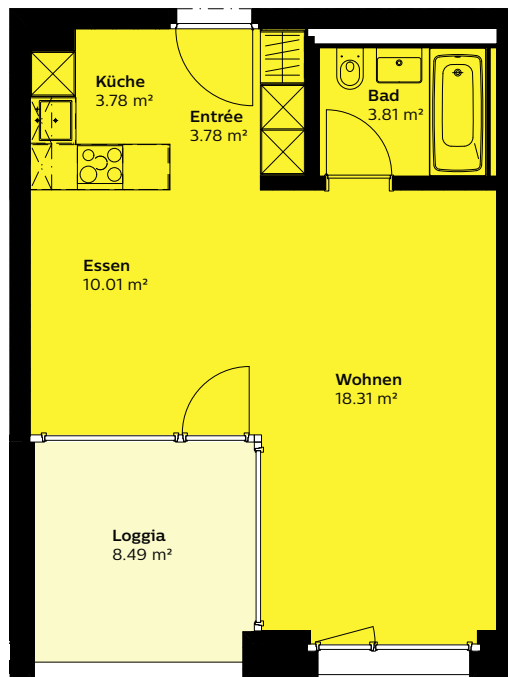 Küche
3.78 m²
Entrée
3.78 m²
Bad
3.81 m²
Essen
10.01 m²
Wohnen
18.31 m²
Loggia
8.49 m²